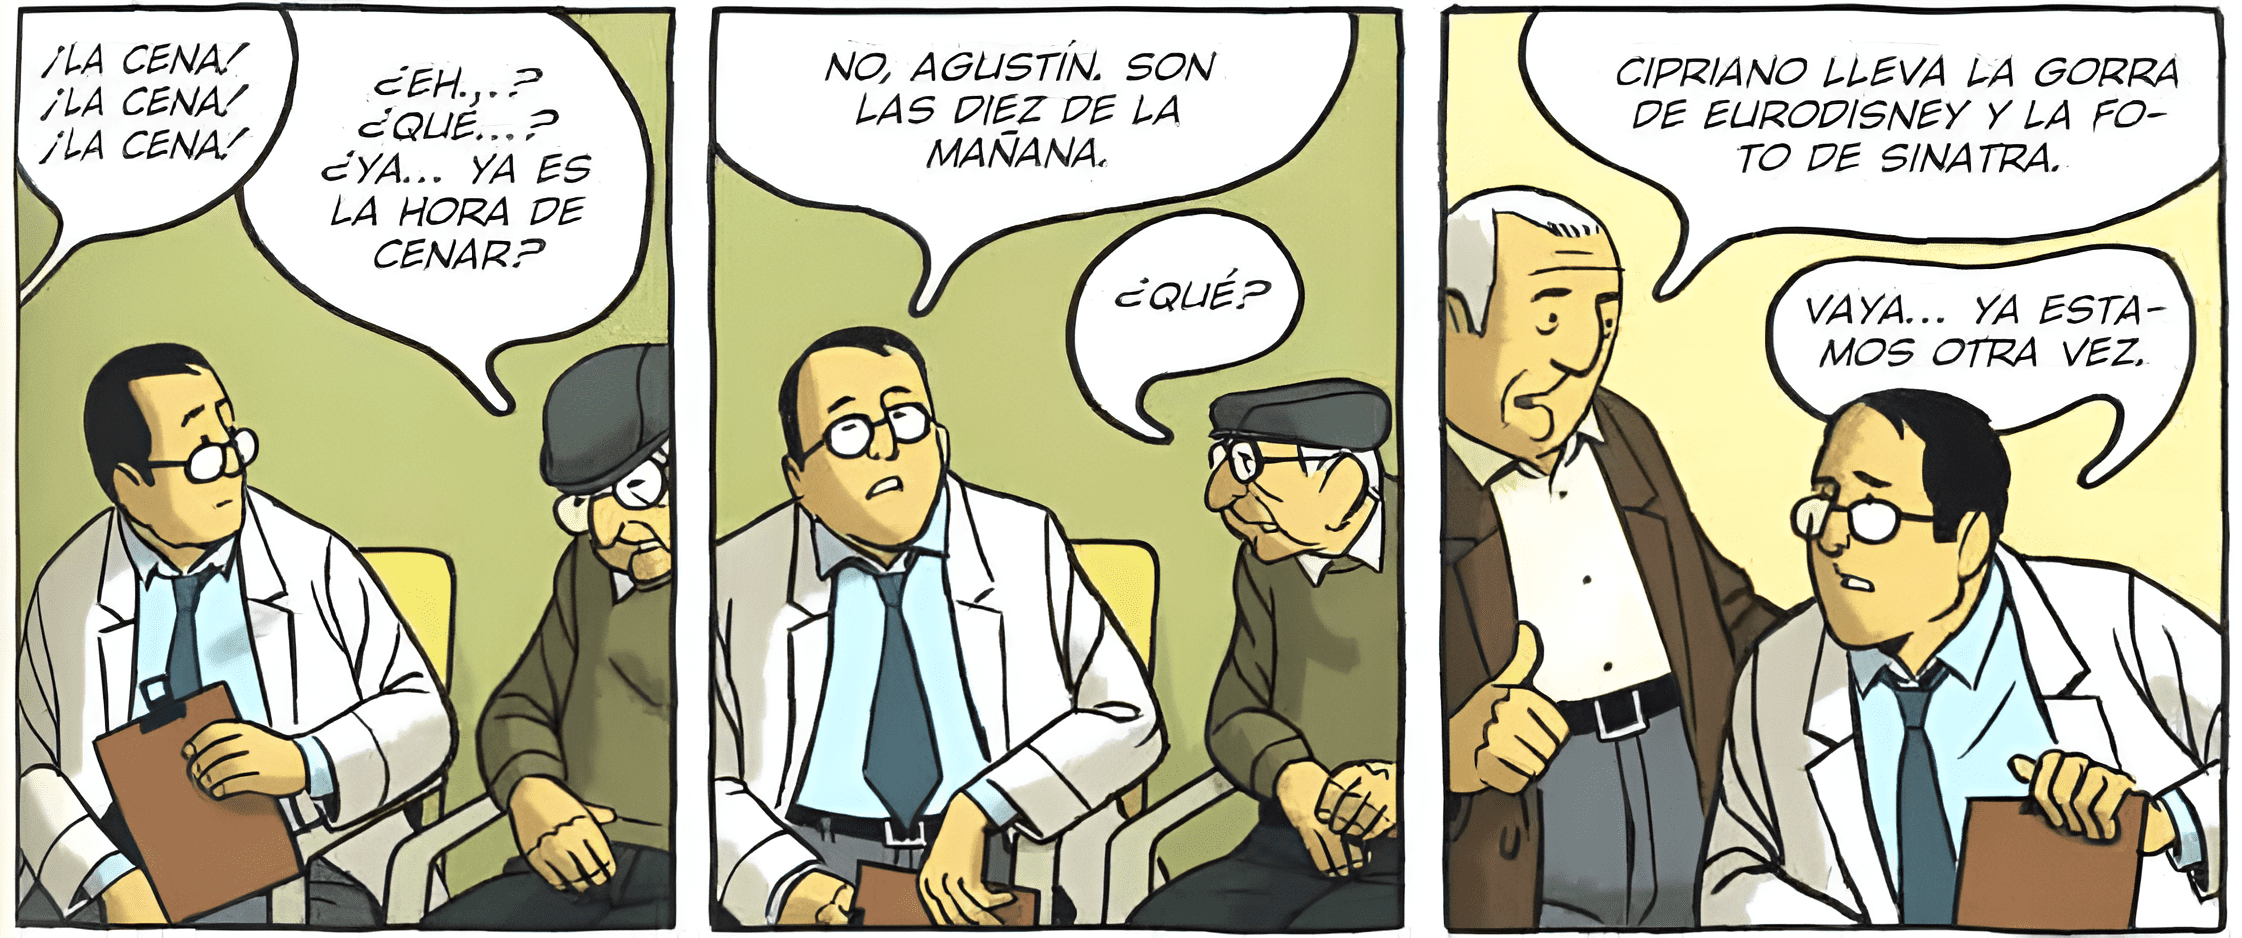 ¡LA CENA!
¡LA CENA!
¡LA CENA!
¿EH...?
¿QUÉ...?
¿YA... YA ES
LA HORA DE
CENAR?
NO, AGUSTÍN. SON
LAS DIEZ DE LA
MAÑANA.
¿QUÉ?
CIPRIANO LLEVA LA GORRA
DE EURODISNEY Y LA FO-
TO DE SINATRA.
VAYA... YA ESTA-
MOS OTRA VEZ.